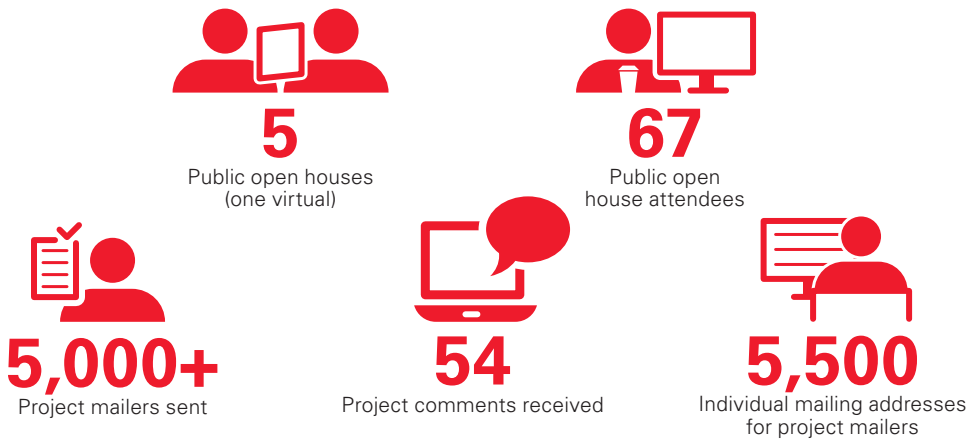 5
Public open houses
(one virtual)
67
Public open
house attendees
5,000+
Project mailers sent
54
Project comments received
5,500
Individual mailing addresses
for project mailers